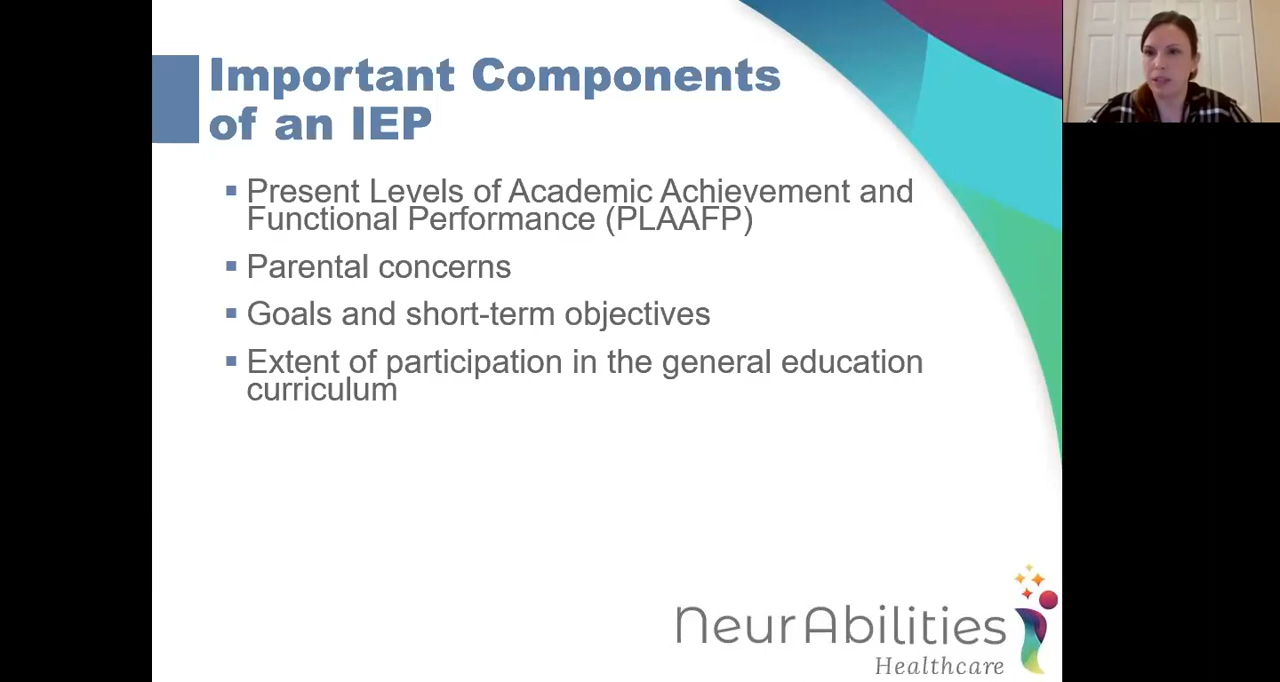 Important Components
of an IEP
▪ Present Levels of Academic Achievement and
Functional Performance (PLAAFP)
▪ Parental concerns
▪ Goals and short-term objectives
▪ Extent of participation in the general education
curriculum
NeurAbilities
Healthcare